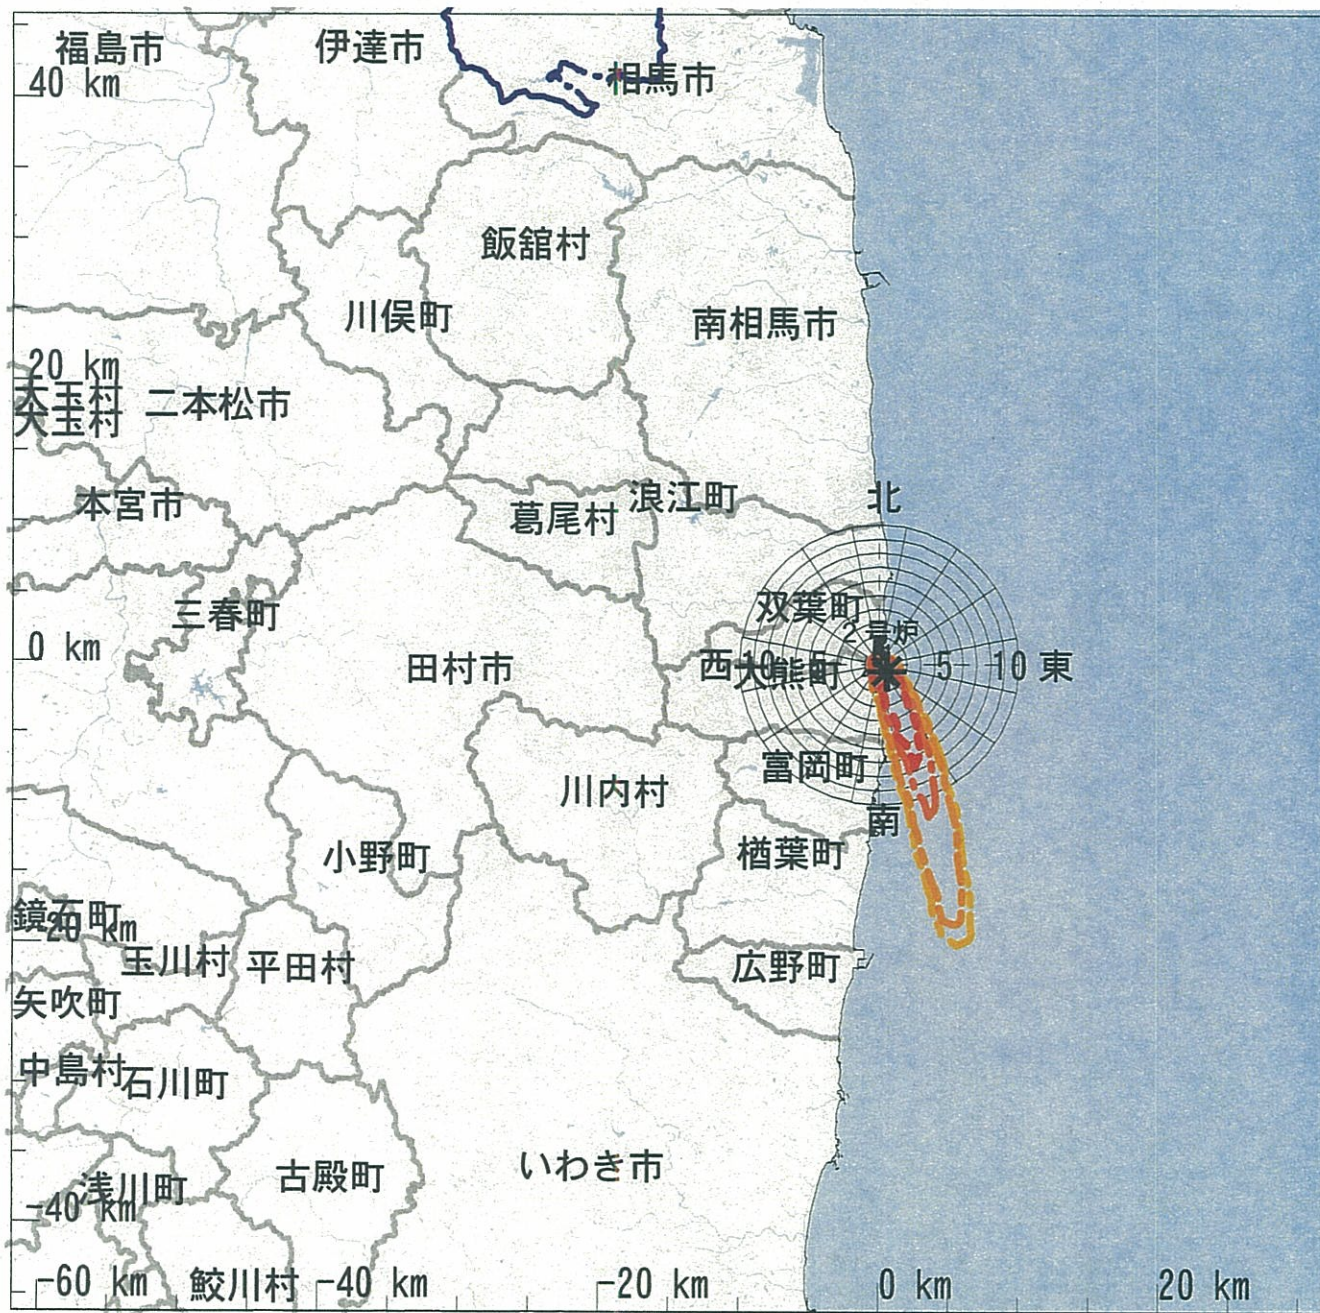 福島市
伊達市
相馬市
40 km
飯舘村
川俣町
南相馬市
20 km
大玉村
大玉村
二本松市
本宮市
葛尾村
浪江町
北
三春町
双葉町
2号炉
0 km
田村市
西
10
5
大熊町
5
10
東
川内村
富岡町
南
小野町
楢葉町
鏡石町
-20 km
玉川村
平田村
広野町
矢吹町
中島村
石川町
いわき市
古殿町
浅川町
-40 km
-60 km
鮫川村
-40 km
-20 km
0 km
20 km